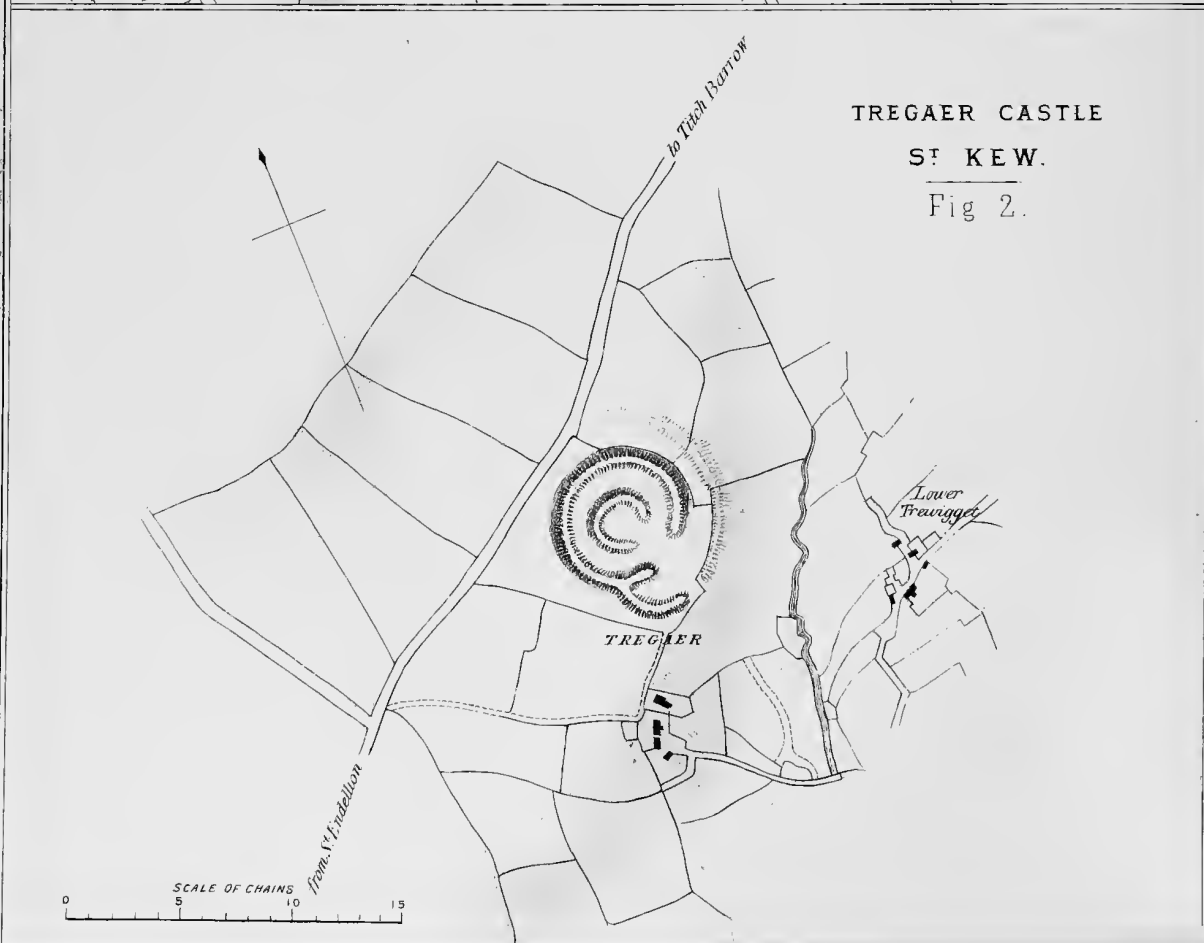 TREGAER CASTLE
Sᵀ KEW.
Fig 2.
to Titch Barrow
Lower
Trewigget
TREGAER
from Sᵗ Endellion
SCALE OF CHAINS
0 5 10 15